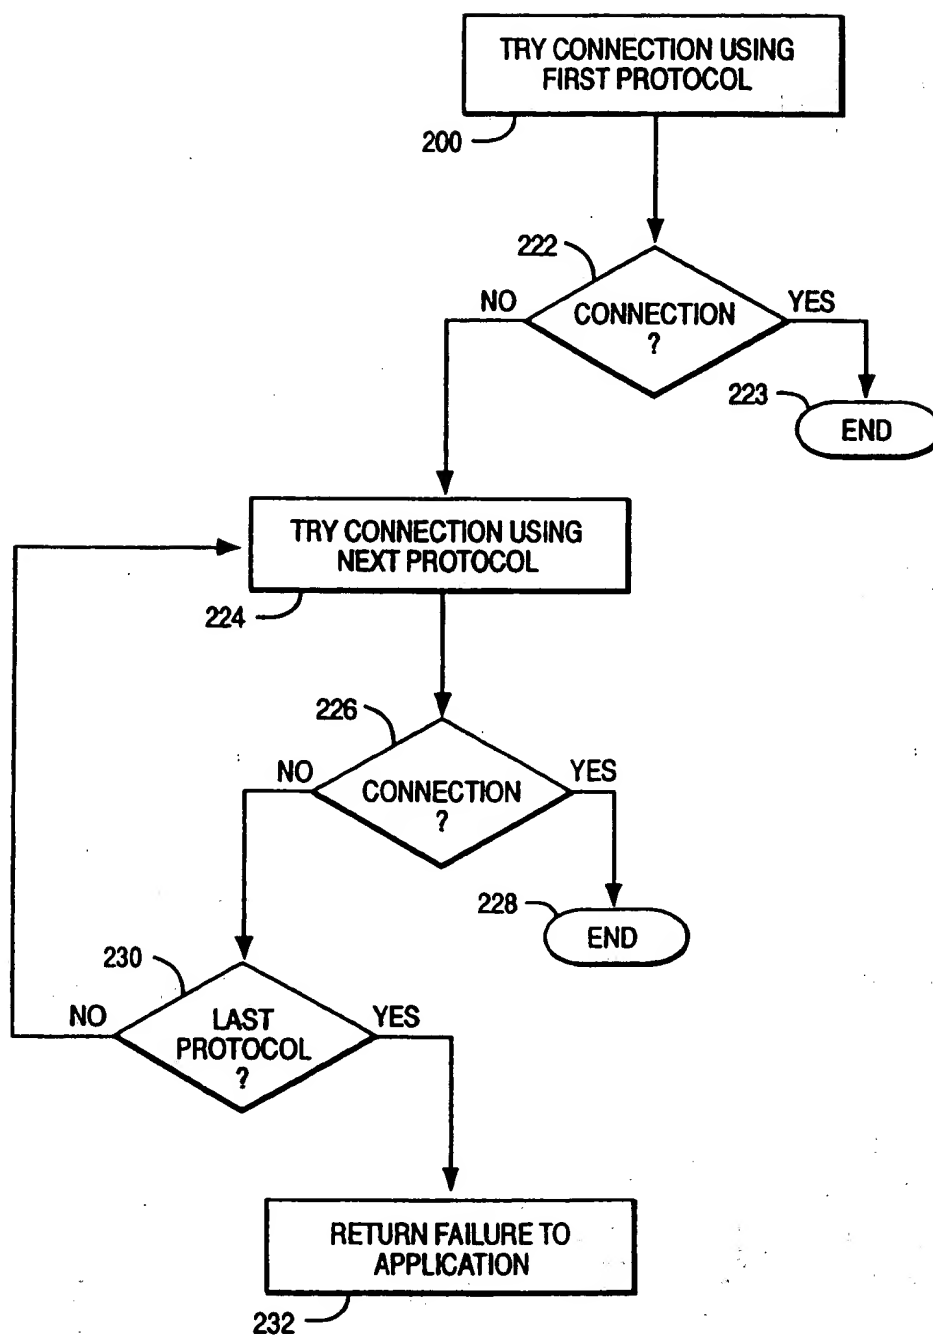 TRY CONNECTION USING
FIRST PROTOCOL
200
222
NO
YES
CONNECTION
?
223
END
TRY CONNECTION USING
NEXT PROTOCOL
224
226
NO
YES
CONNECTION
?
228
END
230
NO
YES
LAST
PROTOCOL
?
RETURN FAILURE TO
APPLICATION
232